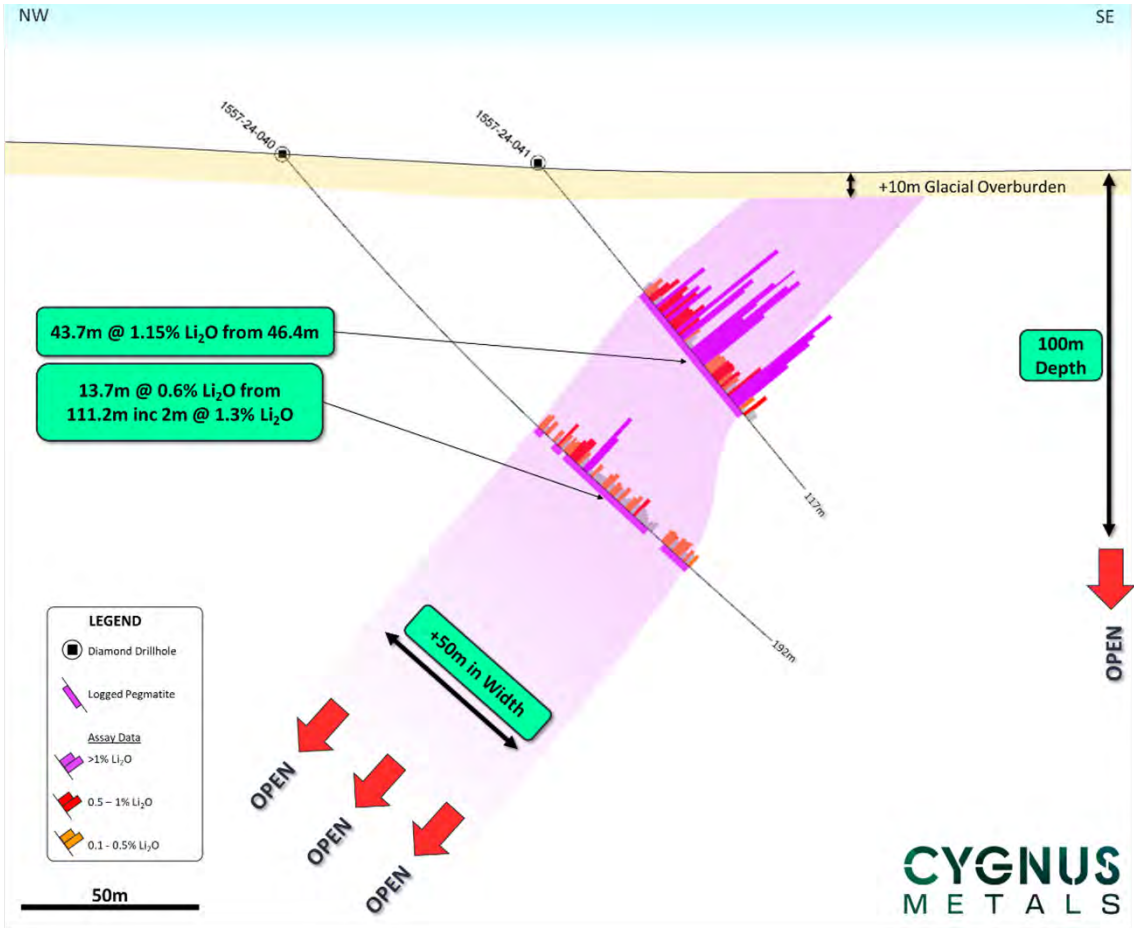 NW
SE
1557-24-040
1557-24-041
+10m Glacial Overburden
43.7m @ 1.15% Li₂O from 46.4m
13.7m @ 0.6% Li₂O from
111.2m inc 2m @ 1.3% Li₂O
100m
Depth
117m
192m
OPEN
+50m in Width
OPEN
OPEN
OPEN
LEGEND
Diamond Drillhole
Logged Pegmatite
Assay Data
>1% Li₂O
0.5 – 1% Li₂O
0.1 - 0.5% Li₂O
50m
CYGNUS
METALS